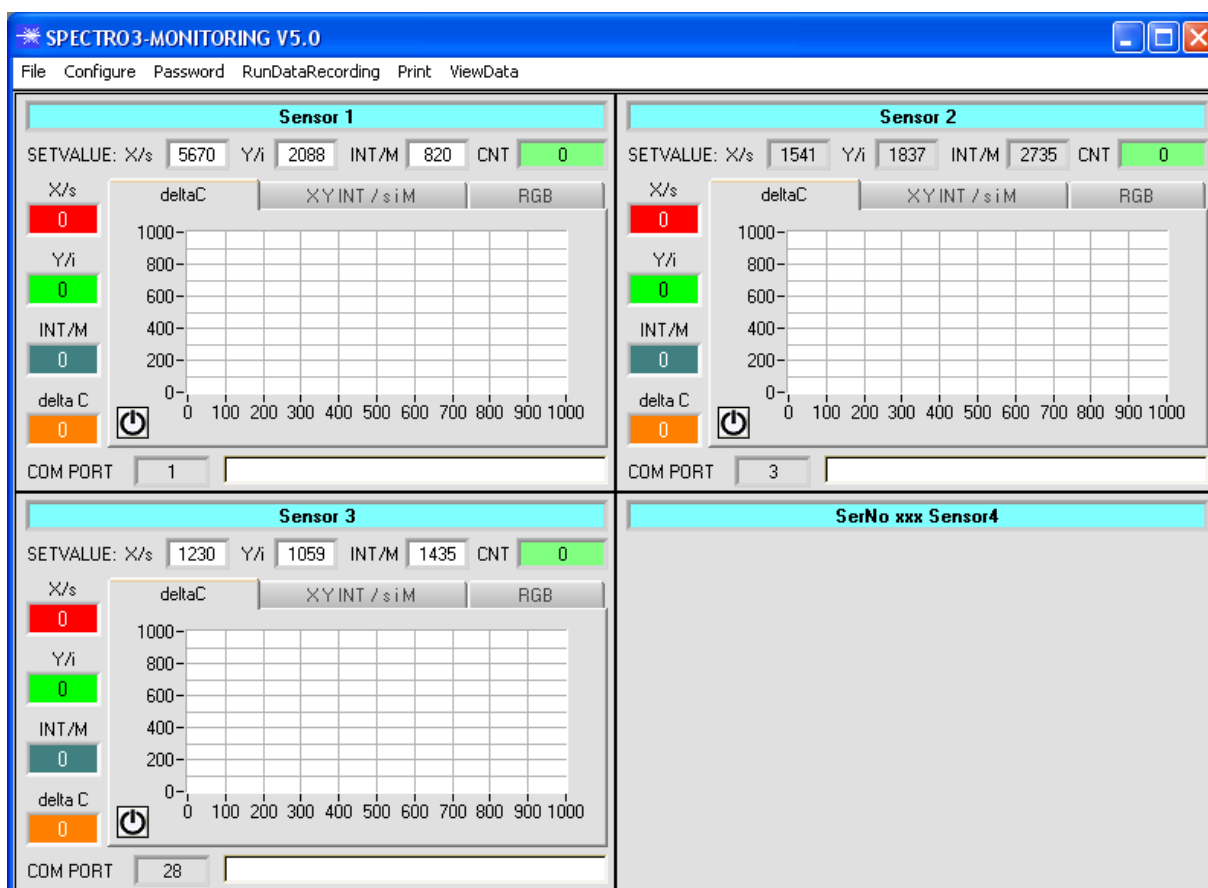 SPECTRO3-MONITORING V5.0
File Configure Password RunDataRecording Print ViewData
Sensor 1
SETVALUE: X/s 5670 Y/i 2088 INT/M 820 CNT 0
X/s
0
Y/i
0
INT/M
0
delta C
0
deltaC XYINT/siM RGB
1000
800
600
400
200
0
0 100 200 300 400 500 600 700 800 900 1000
COM PORT 1
Sensor 2
SETVALUE: X/s 1541 Y/i 1837 INT/M 2735 CNT 0
X/s
0
Y/i
0
INT/M
0
delta C
0
deltaC XYINT/siM RGB
1000
800
600
400
200
0
0 100 200 300 400 500 600 700 800 900 1000
COM PORT 3
Sensor 3
SETVALUE: X/s 1230 Y/i 1059 INT/M 1435 CNT 0
X/s
0
Y/i
0
INT/M
0
delta C
0
deltaC XYINT/siM RGB
1000
800
600
400
200
0
0 100 200 300 400 500 600 700 800 900 1000
COM PORT 28
SerNo xxx Sensor4